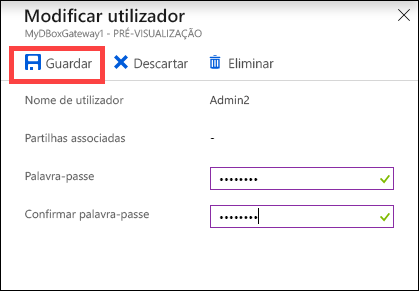 Modificar utilizador
MyDBoxGateway1 - PRÉ-VISUALIZAÇÃO
Guardar Descartar Eliminar
Nome de utilizador Admin2
Partilhas associadas -
Palavra-passe ••••••••
Confirmar palavra-passe ••••••••